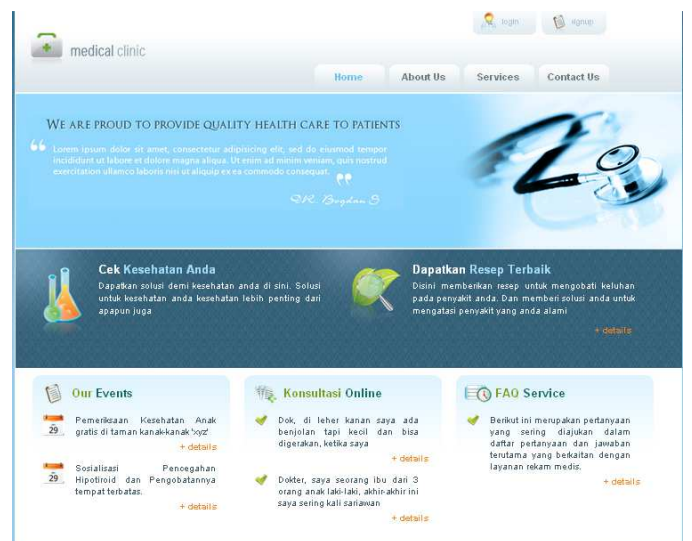 login
signup
medical clinic
Home
About Us
Services
Contact Us
WE ARE PROUD TO PROVIDE QUALITY HEALTH CARE TO PATIENTS
“ Lorem ipsum dolor sit amet, consectetur adipisicing elit, sed do eiusmod tempor
incididunt ut labore et dolore magna aliqua. Ut enim ad minim veniam, quis nostrud
exercitation ullamco laboris nisi ut aliquip ex ea commodo consequat. ”
DR. Bogdan S
Cek Kesehatan Anda
Dapatkan solusi demi kesehatan anda di sini. Solusi
untuk kesehatan anda kesehatan lebih penting dari
apapun juga
Dapatkan Resep Terbaik
Disini memberikan resep untuk mengobati keluhan
pada penyakit anda. Dan memberi solusi anda untuk
mengatasi penyakit yang anda alami
+ details
Our Events
29
Pemeriksaan Kesehatan Anak
gratis di taman kanak-kanak 'xyz'
+ details
29
Sosialisasi Pencegahan
Hipotiroid dan Pengobatannya
tempat terbatas.
+ details
Konsultasi Online
Dok, di leher kanan saya ada
benjolan tapi kecil dan bisa
digerakan, ketika saya
+ details
Dokter, saya seorang ibu dari 3
orang anak laki-laki, akhir-akhir ini
saya sering kali sariawan
+ details
FAQ Service
Berikut ini merupakan pertanyaan
yang sering diajukan dalam
daftar pertanyaan dan jawaban
terutama yang berkaitan dengan
layanan rekam medis.
+ details